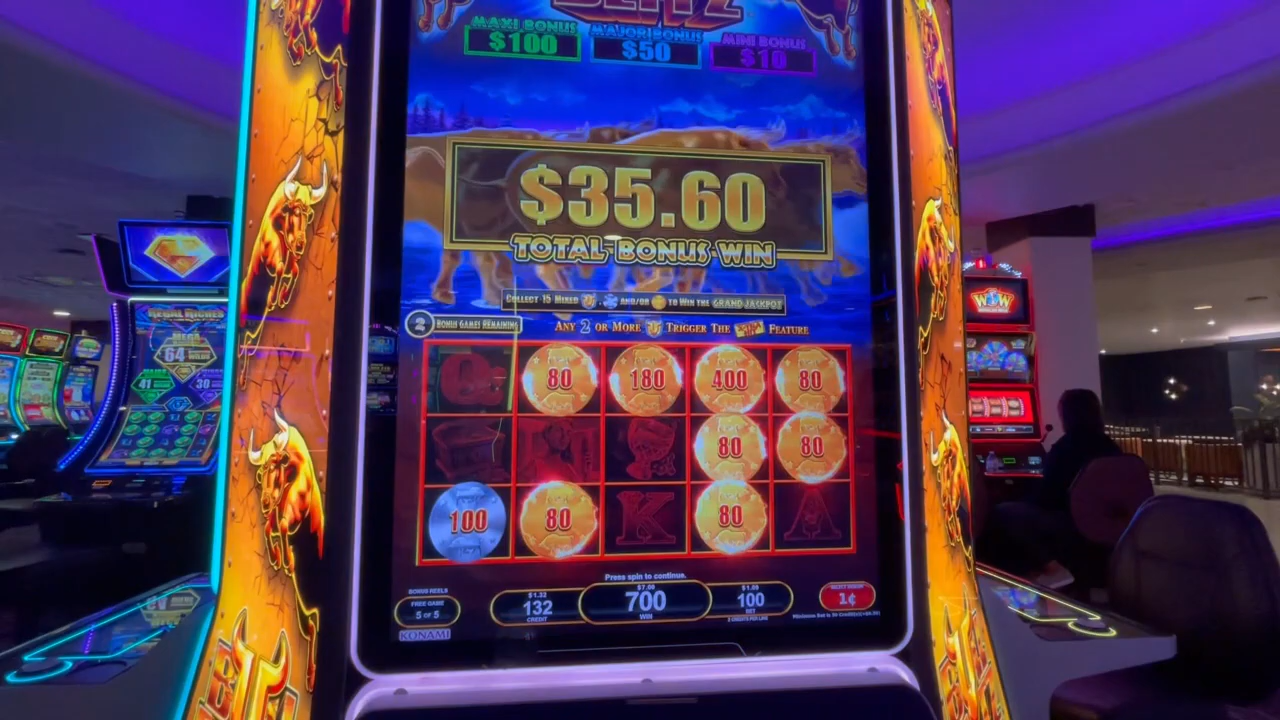 MAXI BONUS
$100
MAJOR BONUS
$50
MINI BONUS
$10
$35.60
TOTAL BONUS WIN
COLLECT 15 MIXED AND/OR TO WIN THE GRAND JACKPOT
2 BONUS GAMES REMAINING
ANY 2 OR MORE TRIGGER THE FEATURE
80 180 400 80
80 80
100 80 K 80 A
Press spin to continue.
BONUS REELS
FREE GAME
5 OF 5
$1.32
132
CREDIT
$7.00
700
WIN
100
BET
1¢
KONAMI
REGAL RICHES
MEGA
64
41
30
WOW